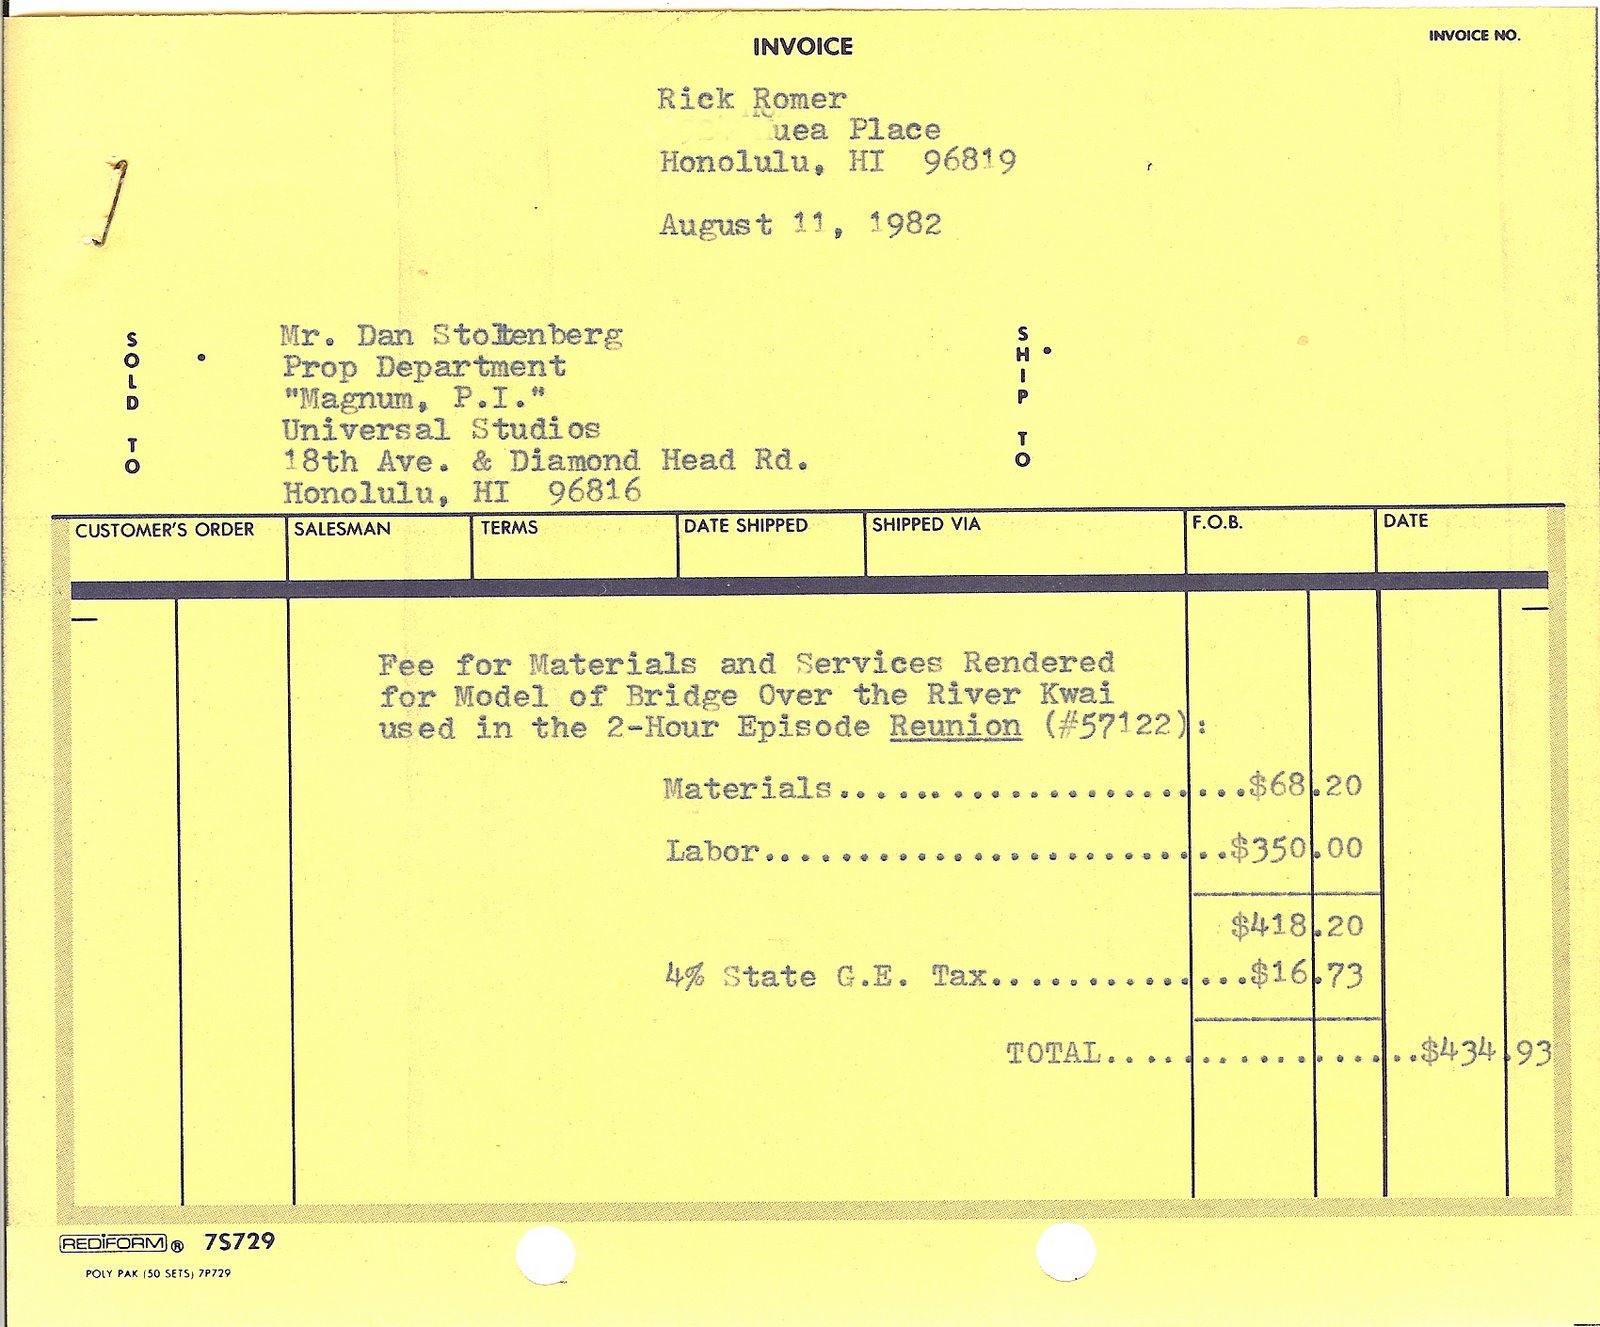 INVOICE
INVOICE NO.
Rick Romer
uea Place
Honolulu, HI 96819
August 11, 1982
SOLD TO
Mr. Dan Stoltenberg
Prop Department
"Magnum, P.I."
Universal Studios
18th Ave. & Diamond Head Rd.
Honolulu, HI 96816
SHIP TO
CUSTOMER'S ORDER SALESMAN TERMS DATE SHIPPED SHIPPED VIA F.O.B. DATE
Fee for Materials and Services Rendered
for Model of Bridge Over the River Kwai
used in the 2-Hour Episode Reunion (#57122):
Materials........................$68.20
Labor........................$350.00
$418.20
4% State G.E. Tax..............$16.73
TOTAL.................$434.93
REDIFORM® 7S729
POLY PAK (50 SETS) 7P729